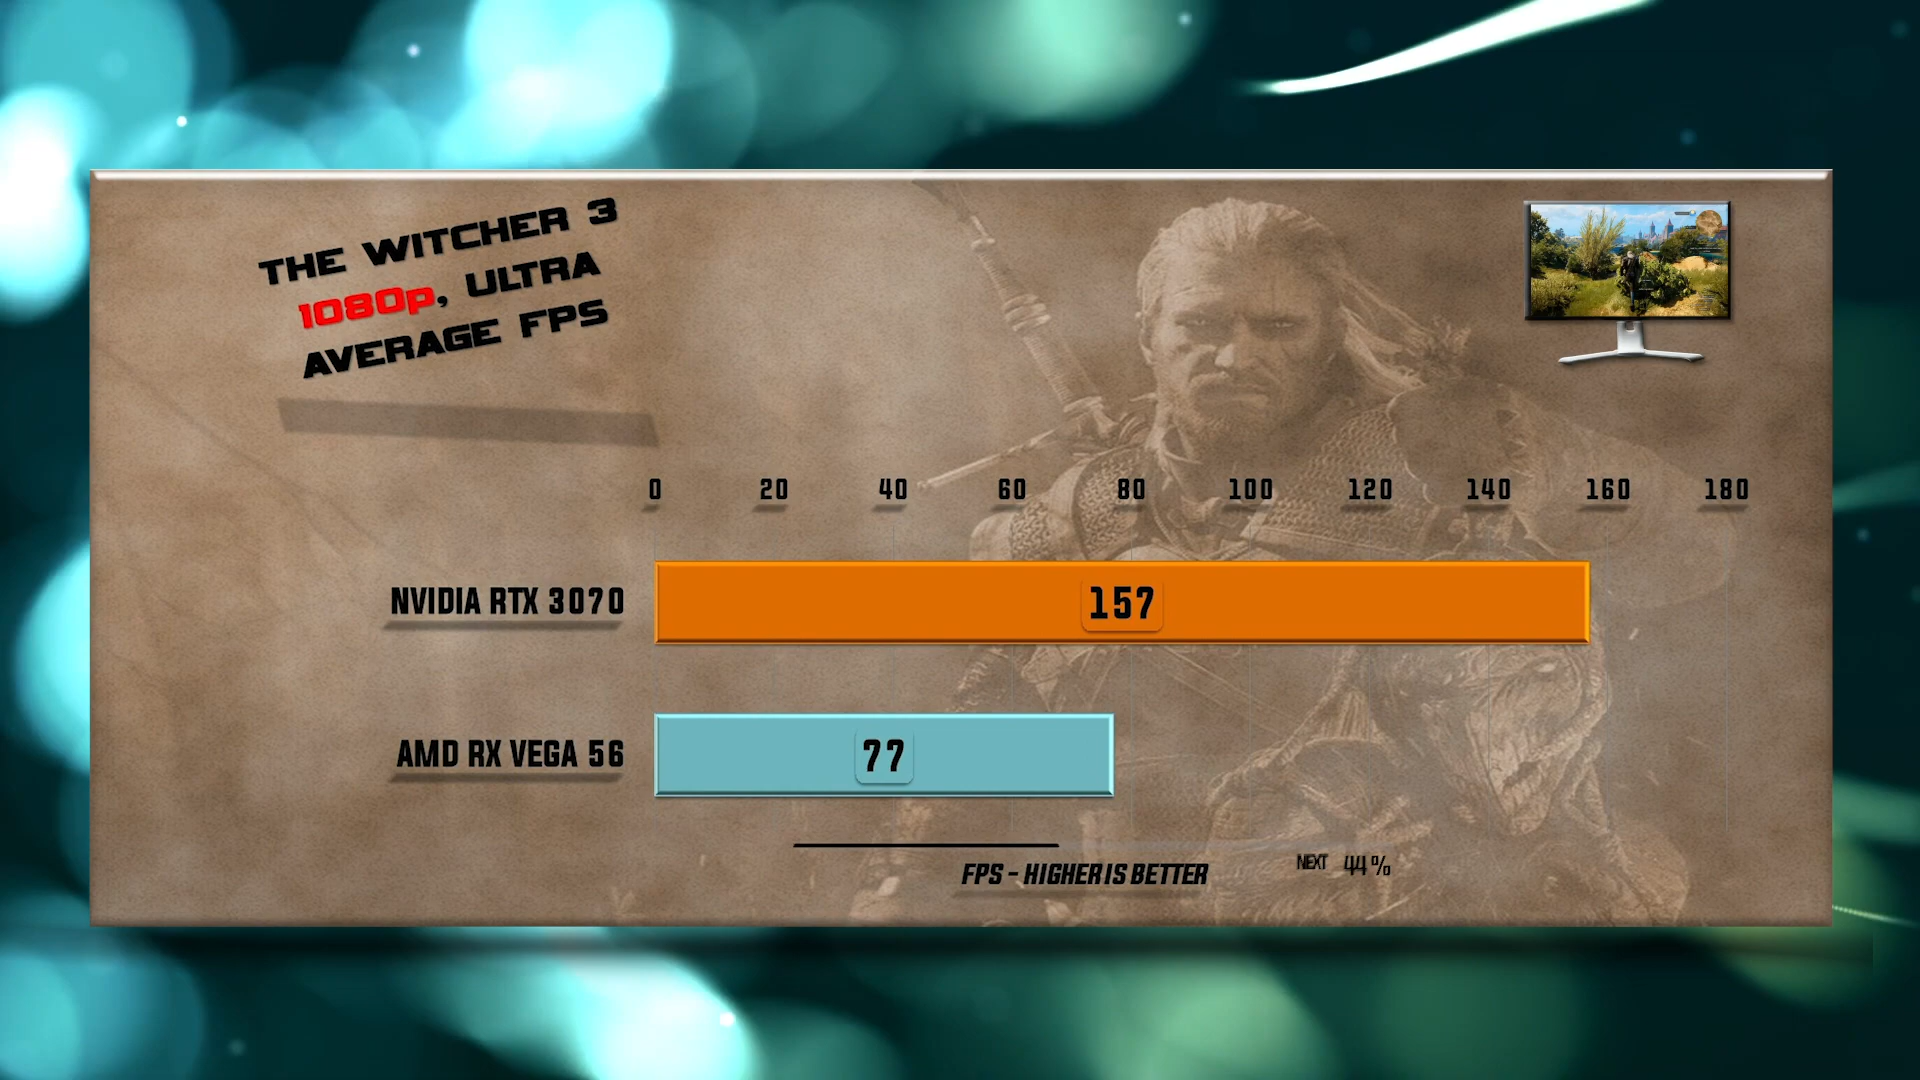 THE WITCHER 3
1080p, ULTRA
AVERAGE FPS
0 20 40 60 80 100 120 140 160 180
NVIDIA RTX 3070
157
AMD RX VEGA 56
77
FPS - HIGHER IS BETTER
NEXT 44%